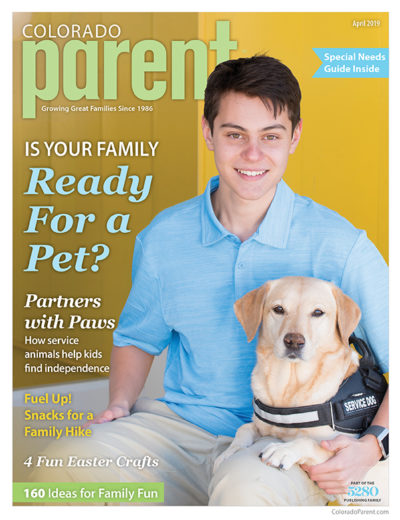 COLORADO
parent
Growing Great Families Since 1986
April 2019
Special Needs
Guide Inside
IS YOUR FAMILY
Ready
For a
Pet?
Partners
with Paws
How service
animals help kids
find independence
Fuel Up!
Snacks for a
Family Hike
4 Fun Easter Crafts
160 Ideas for Family Fun
SERVICE DOG
PART OF THE
5280
PUBLISHING FAMILY
ColoradoParent.com